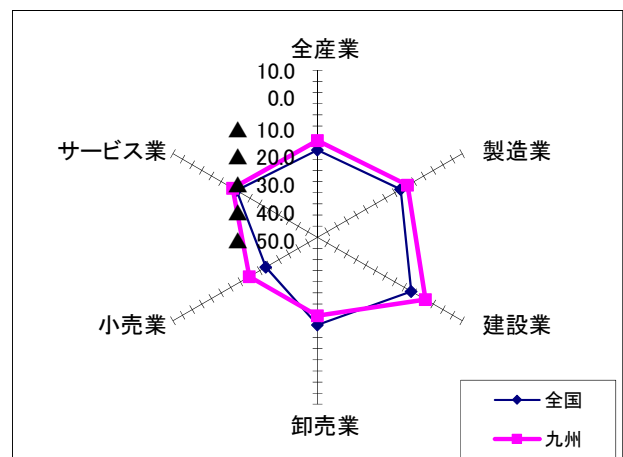 全産業
10.0
0.0
▲ 10.0
▲ 20.0
▲ 30.0
▲ 40.0
▲ 50.0
サービス業
製造業
小売業
建設業
卸売業
全国
九州